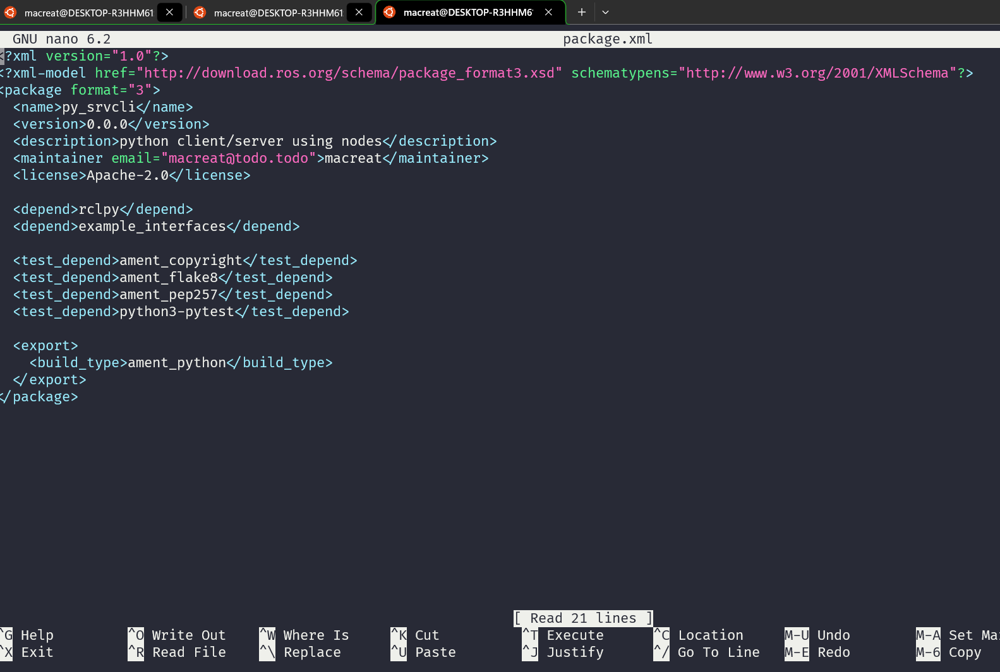 macreat@DESKTOP-R3HHM61 macreat@DESKTOP-R3HHM61 macreat@DESKTOP-R3HHM6
GNU nano 6.2 package.xml
<?xml version="1.0"?>
<?xml-model href="http://download.ros.org/schema/package_format3.xsd" schematypens="http://www.w3.org/2001/XMLSchema"?>
<package format="3">
  <name>py_srvcli</name>
  <version>0.0.0</version>
  <description>python client/server using nodes</description>
  <maintainer email="macreat@todo.todo">macreat</maintainer>
  <license>Apache-2.0</license>

  <depend>rclpy</depend>
  <depend>example_interfaces</depend>

  <test_depend>ament_copyright</test_depend>
  <test_depend>ament_flake8</test_depend>
  <test_depend>ament_pep257</test_depend>
  <test_depend>python3-pytest</test_depend>

  <export>
    <build_type>ament_python</build_type>
  </export>
</package>
[ Read 21 lines ]
^G Help ^O Write Out ^W Where Is ^K Cut ^T Execute ^C Location M-U Undo M-A Set Ma
^X Exit ^R Read File ^\ Replace ^U Paste ^J Justify ^/ Go To Line M-E Redo M-6 Copy